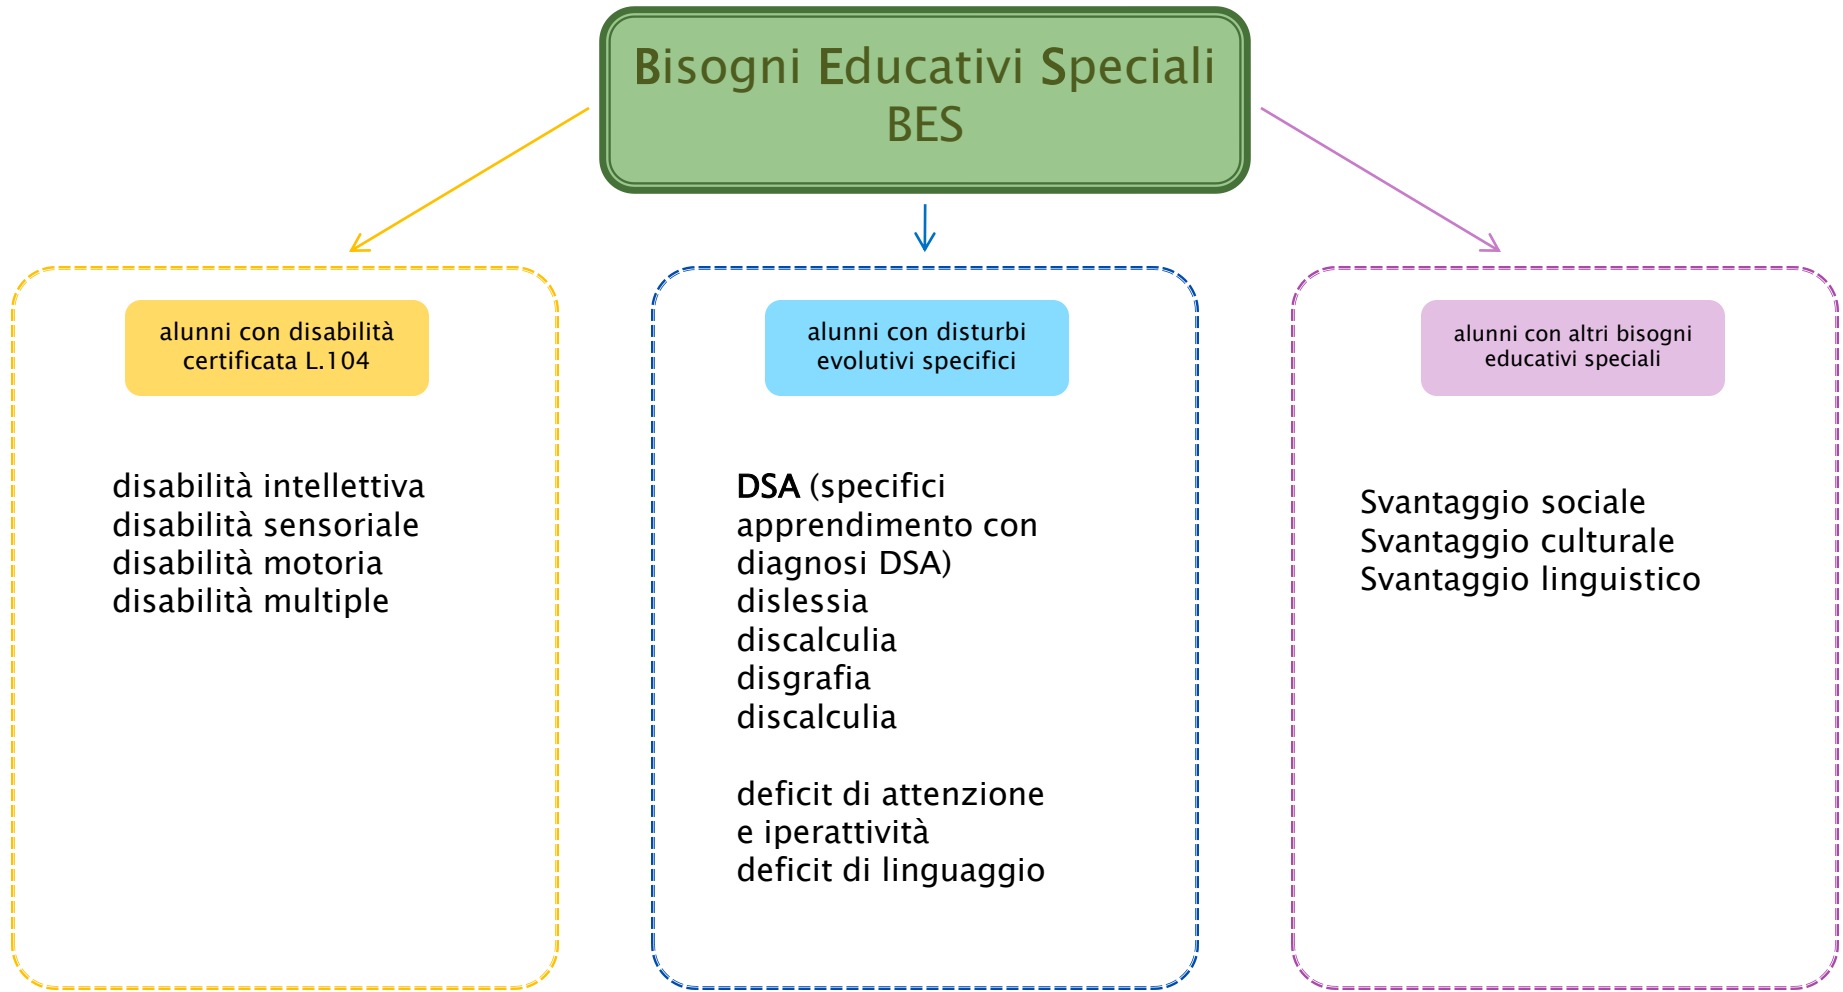 Bisogni Educativi Speciali
BES
alunni con disabilità
certificata L.104
disabilità intellettiva
disabilità sensoriale
disabilità motoria
disabilità multiple
alunni con disturbi
evolutivi specifici
DSA (specifici
apprendimento con
diagnosi DSA)
dislessia
discalculia
disgrafia
discalculia
deficit di attenzione
e iperattività
deficit di linguaggio
alunni con altri bisogni
educativi speciali
Svantaggio sociale
Svantaggio culturale
Svantaggio linguistico